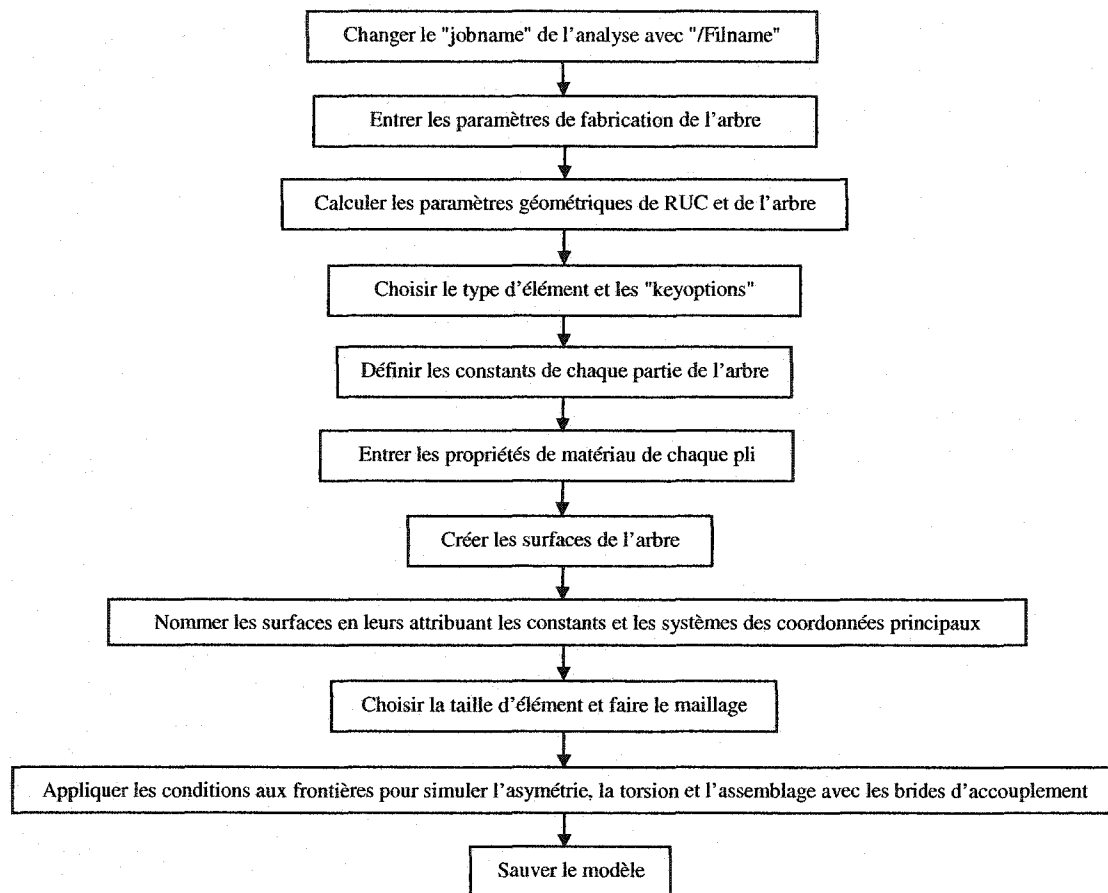 Changer le "jobname" de l'analyse avec "/Filname"
Entrer les paramètres de fabrication de l'arbre
Calculer les paramètres géométriques de RUC et de l'arbre
Choisir le type d'élément et les "keyoptions"
Définir les constants de chaque partie de l'arbre
Entrer les propriétés de matériau de chaque pli
Créer les surfaces de l'arbre
Nommer les surfaces en leurs attribuant les constants et les systèmes des coordonnées principaux
Choisir la taille d'élément et faire le maillage
Appliquer les conditions aux frontières pour simuler l'asymétrie, la torsion et l'assemblage avec les brides d'accouplement
Sauver le modèle